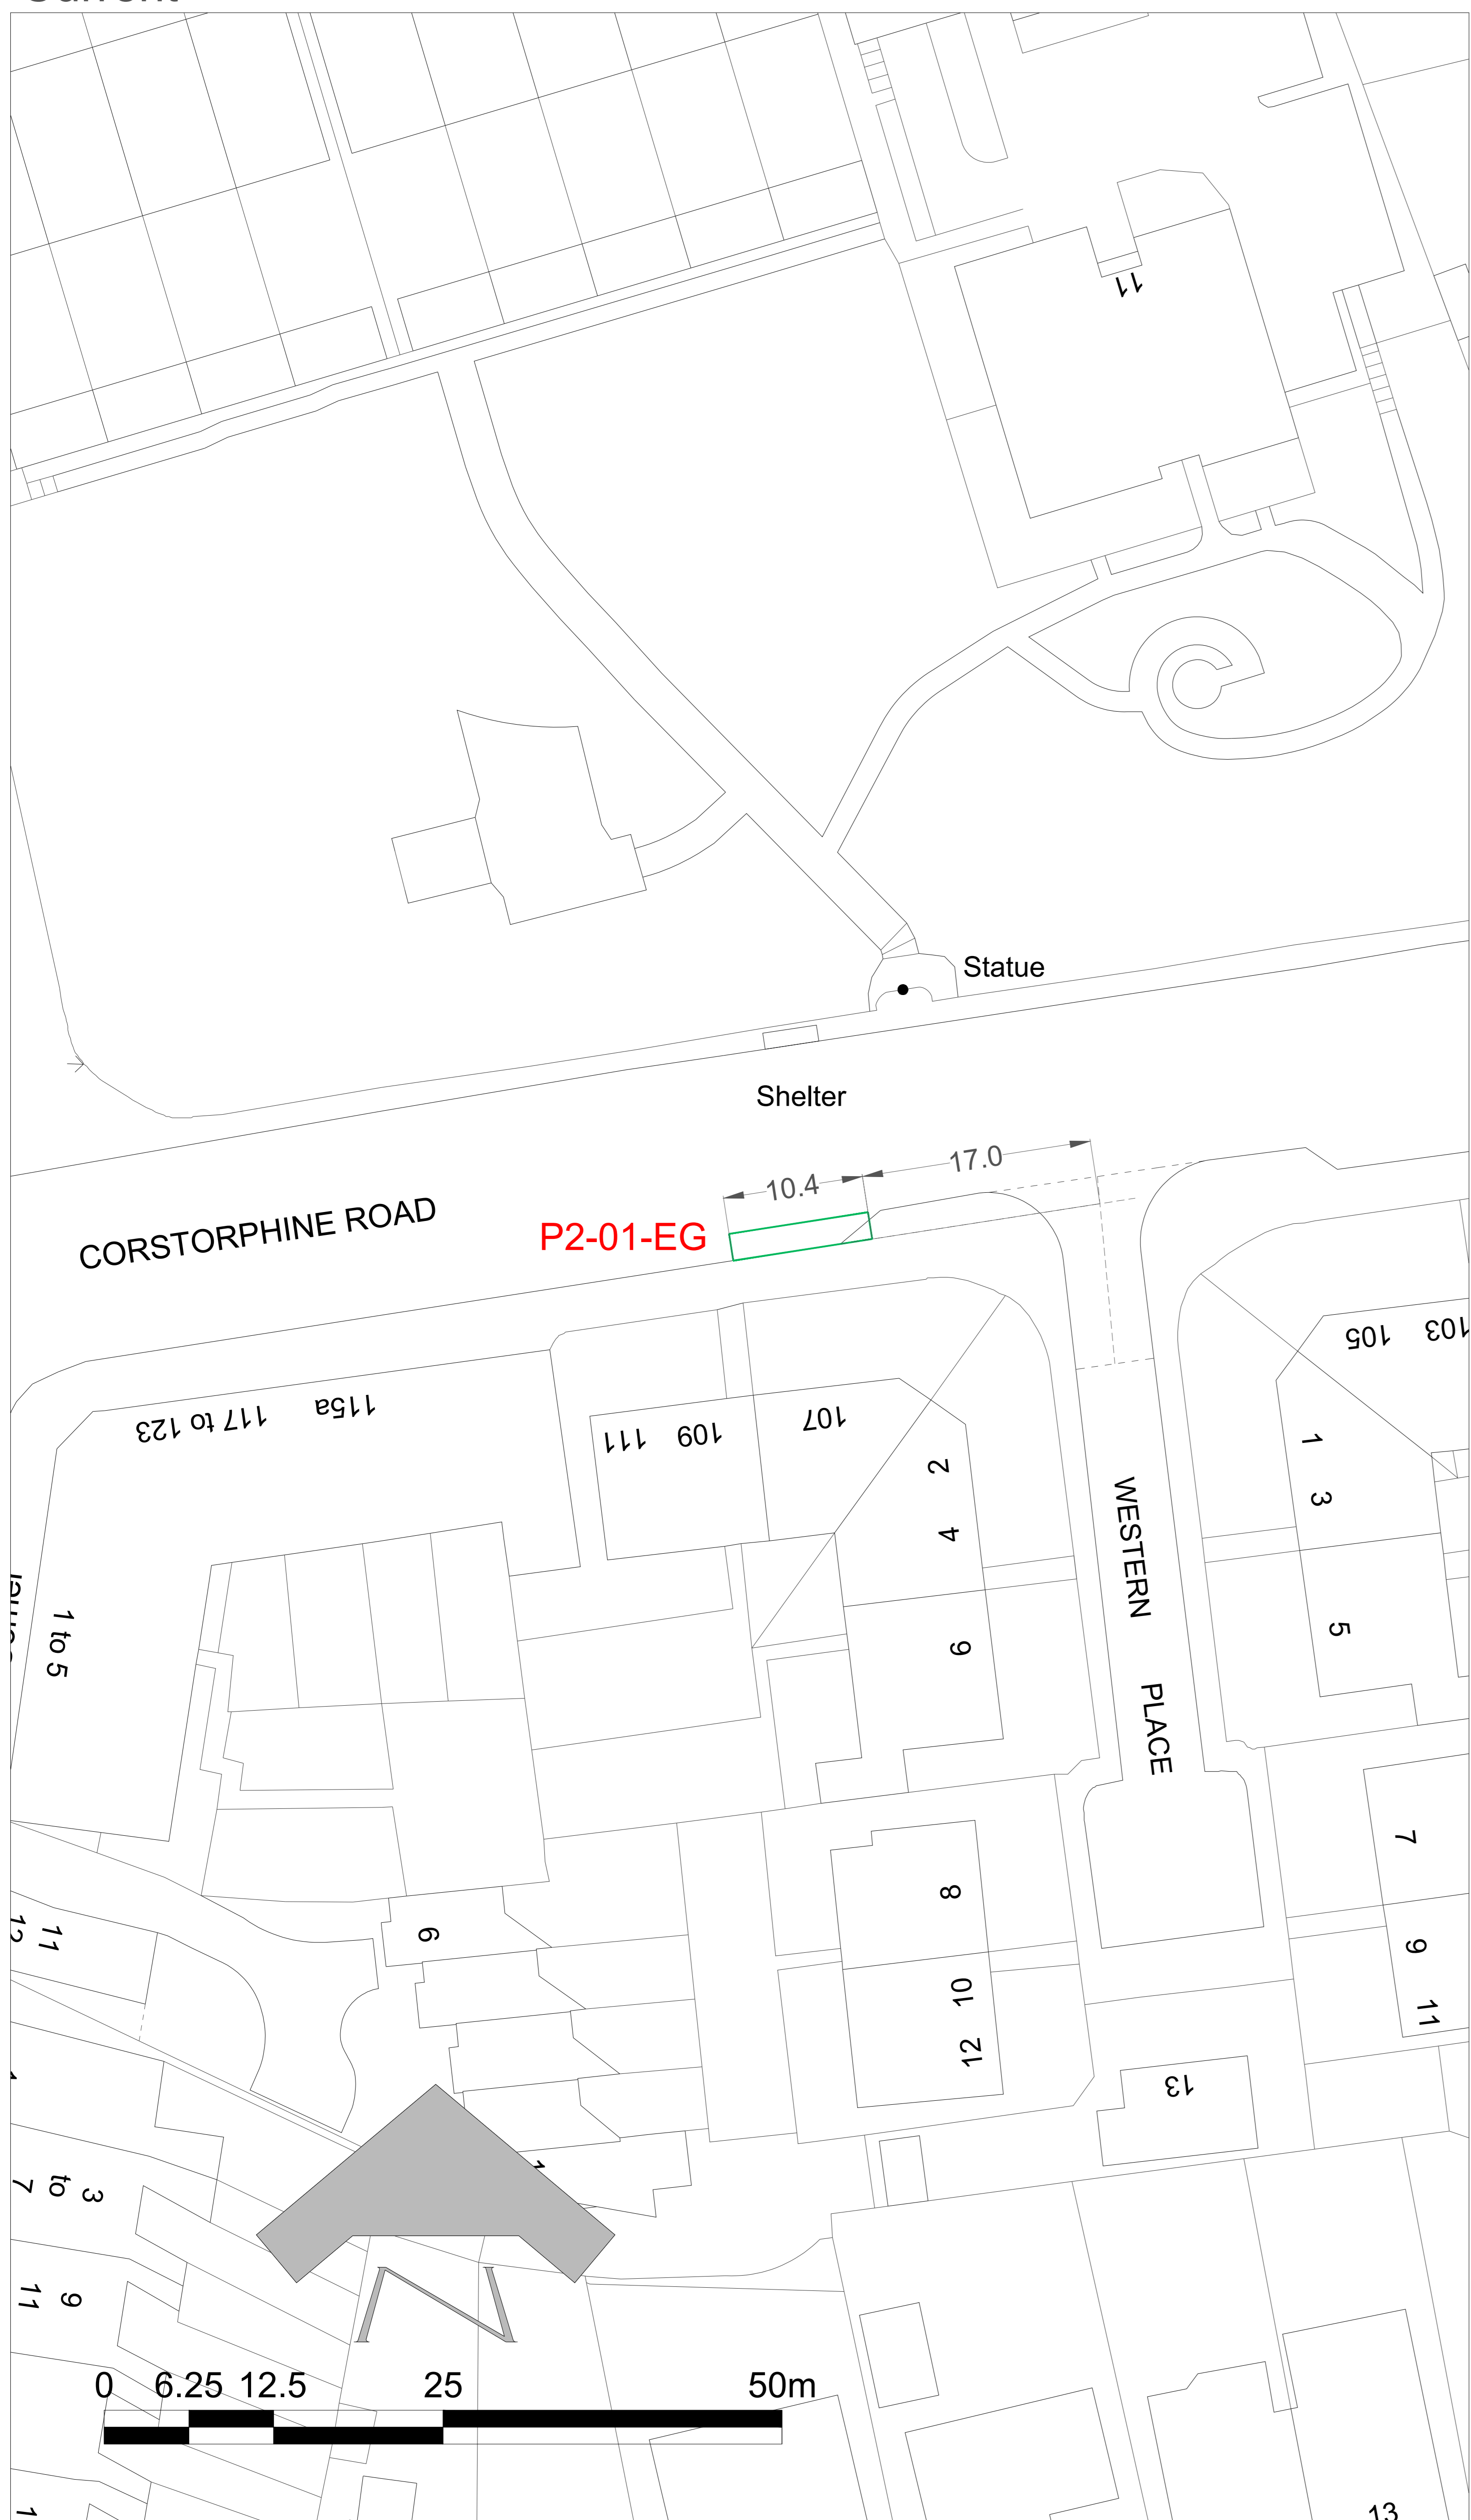 Current
11
Statue
Shelter
17.0
10.4
CORSTORPHINE ROAD
P2-01-EG
105
103
115a
117 to 123
111
109
107
2
4
6
1
3
5
WESTERN
PLACE
1 to 5
7
8
9
11
10
12
6
11
12
13
3
to
7
9
11
N
0 6.25 12.5 25 50m
13